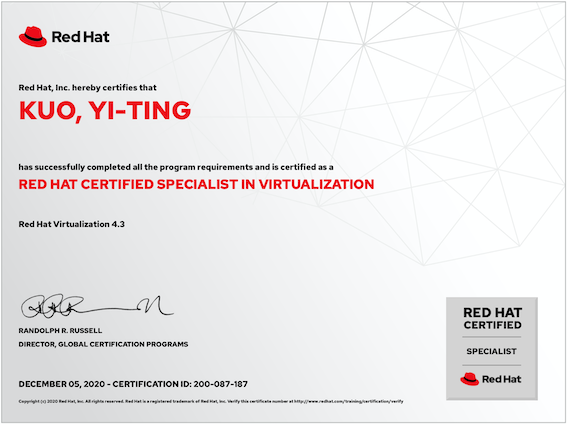 Red Hat
Red Hat, Inc. hereby certifies that
KUO, YI-TING
has successfully completed all the program requirements and is certified as a
RED HAT CERTIFIED SPECIALIST IN VIRTUALIZATION
Red Hat Virtualization 4.3
RANDOLPH R. RUSSELL
DIRECTOR, GLOBAL CERTIFICATION PROGRAMS
RED HAT
CERTIFIED
SPECIALIST
Red Hat
DECEMBER 05, 2020 - CERTIFICATION ID: 200-087-187
Copyright (c) 2020 Red Hat, Inc. All rights reserved. Red Hat is a registered trademark of Red Hat, Inc. Verify this certificate number at http://www.redhat.com/training/certification/verify